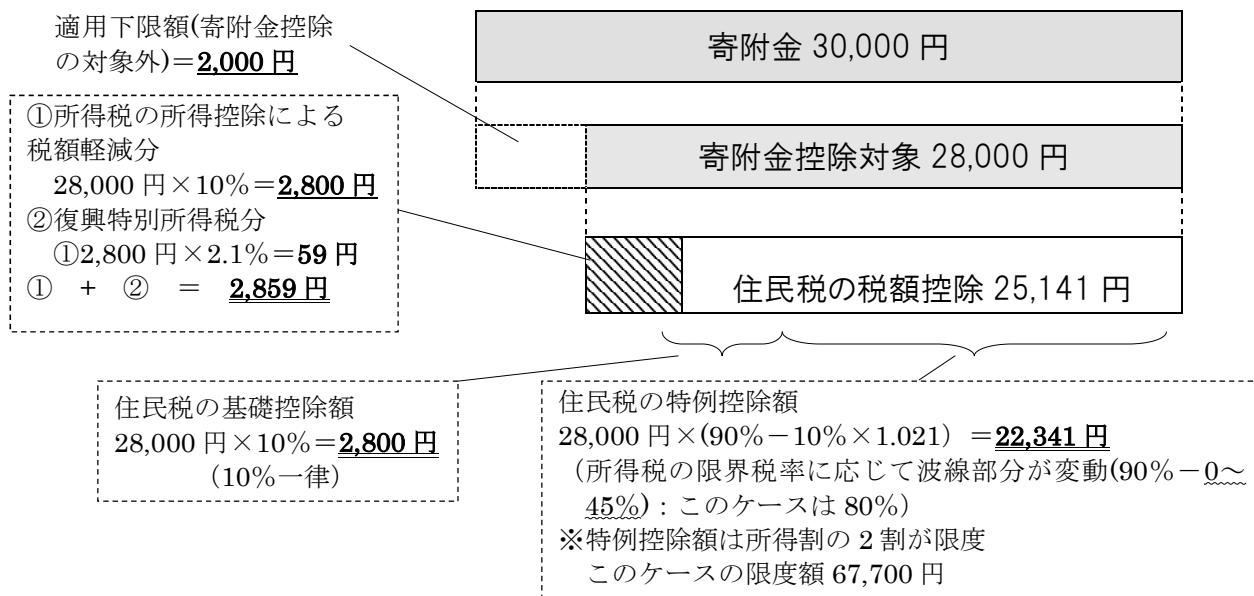 適用下限額(寄附金控除
の対象外)＝2,000 円
寄附金 30,000 円
寄附金控除対象 28,000 円
①所得税の所得控除による
税額軽減分
28,000 円×10%＝2,800 円
②復興特別所得税分
①2,800 円×2.1%＝59 円
① + ② ＝ 2,859 円
住民税の税額控除 25,141 円
住民税の基礎控除額
28,000 円×10%＝2,800 円
（10%一律）
住民税の特例控除額
28,000 円×(90%－10%×1.021) ＝22,341 円
（所得税の限界税率に応じて波線部分が変動(90%－0～
45%)：このケースは 80%）
※特例控除額は所得割の 2 割が限度
このケースの限度額 67,700 円